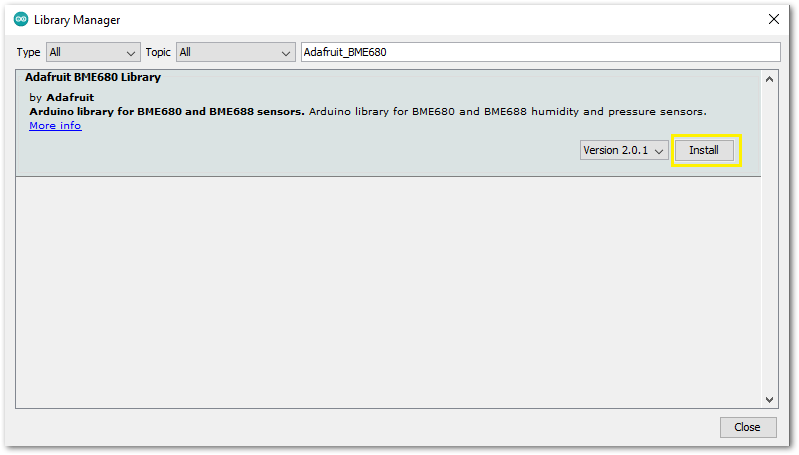 Library Manager
Type All Topic All Adafruit_BME680
Adafruit BME680 Library
by Adafruit
Arduino library for BME680 and BME688 sensors. Arduino library for BME680 and BME688 humidity and pressure sensors.
More info
Version 2.0.1 Install
Close